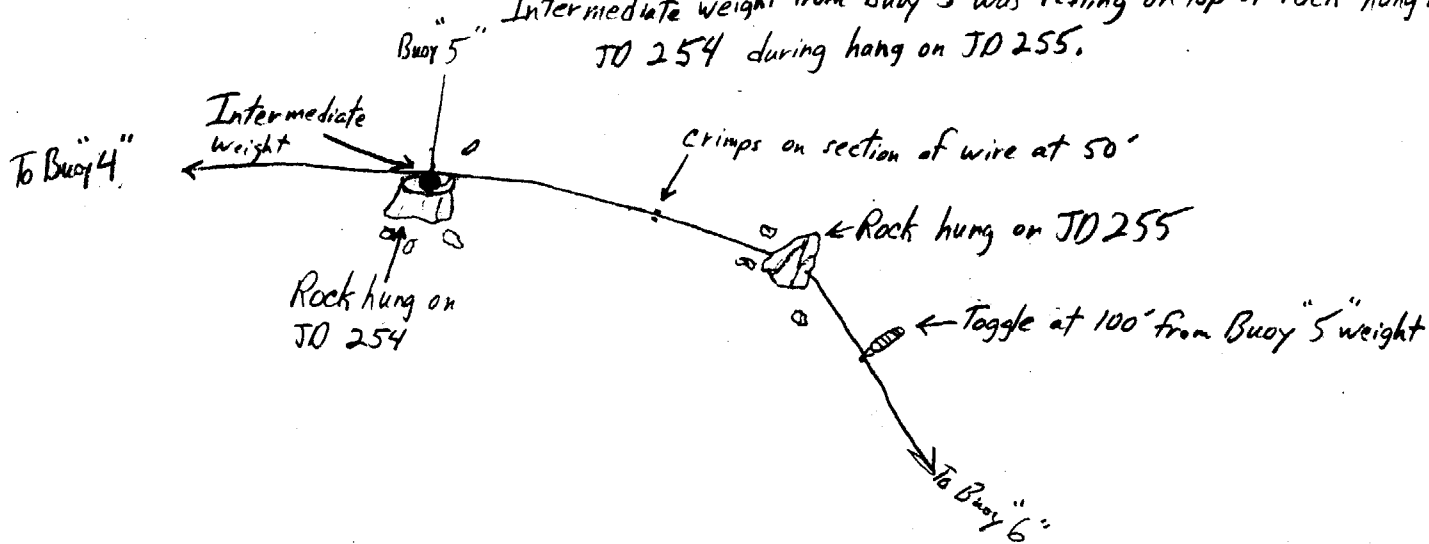 Intermediate weight from Buoy "5" was resting on top of rock hung
JD 254 during hang on JD 255.
Buoy "5"
Intermediate
weight
To Buoy "4"
crimps on section of wire at 50'
←Rock hung on JD 255
Rock hung on
JD 254
←Toggle at 100' from Buoy "5" weight
To Buoy "6"